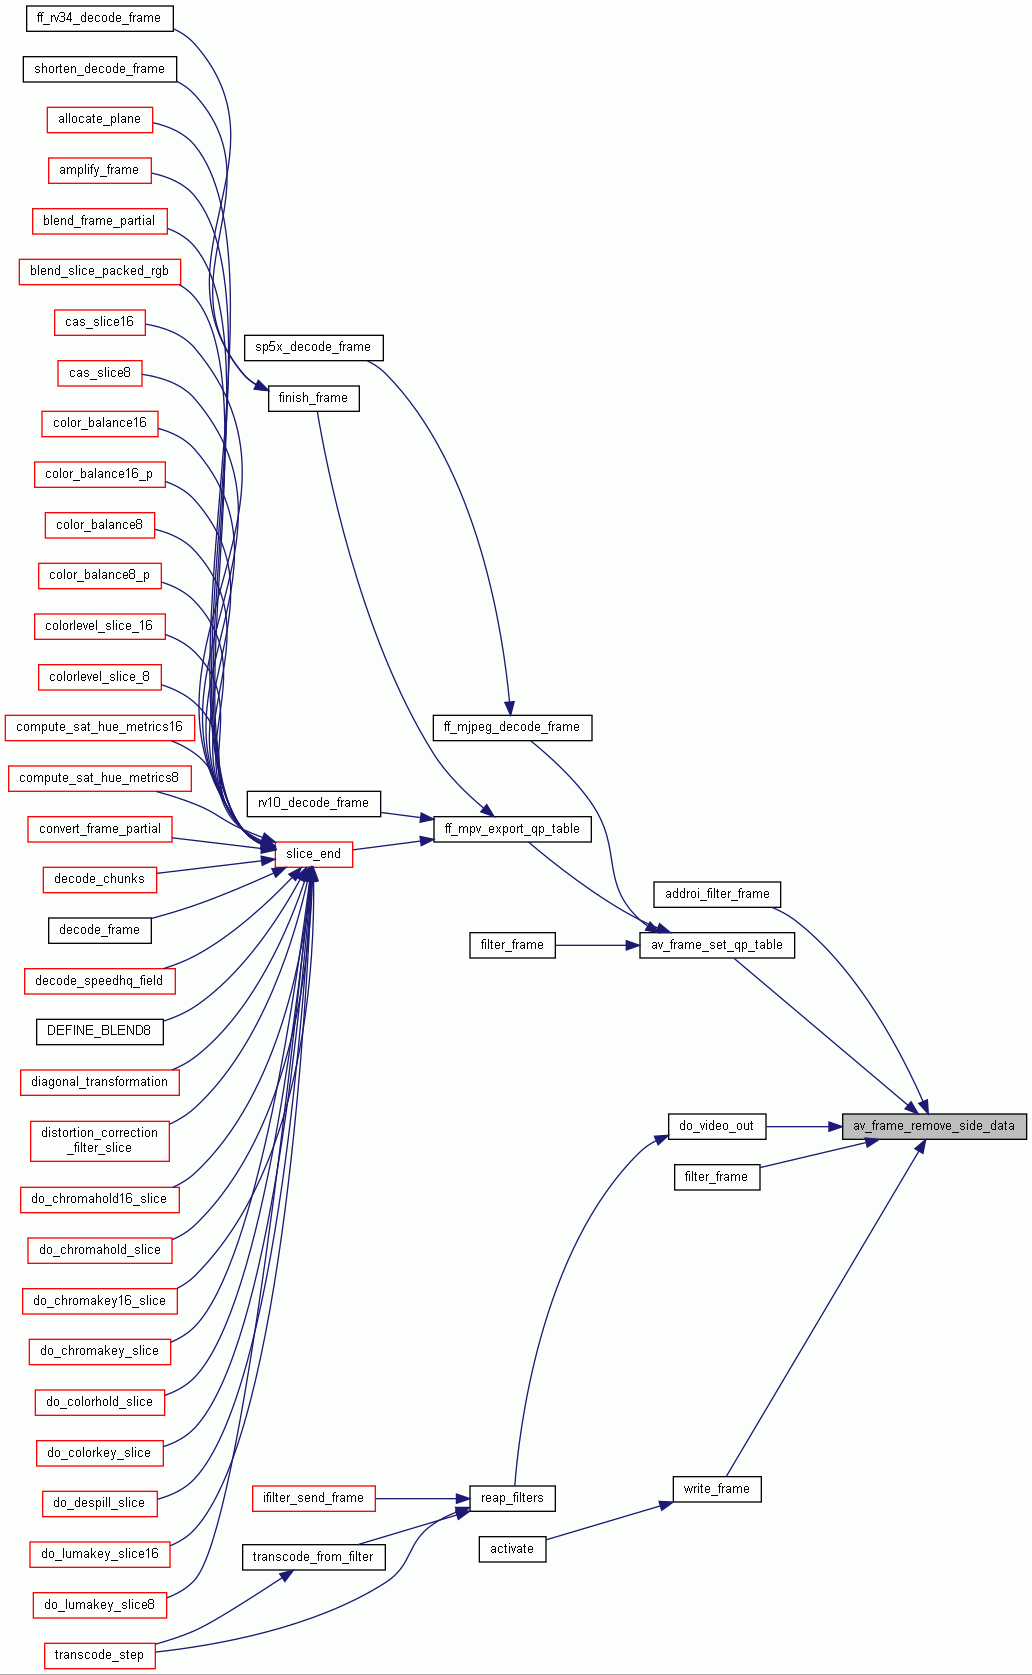 ff_rv34_decode_frame
shorten_decode_frame
allocate_plane
amplify_frame
blend_frame_partial
blend_slice_packed_rgb
cas_slice16
sp5x_decode_frame
cas_slice8
finish_frame
color_balance16
color_balance16_p
color_balance8
color_balance8_p
colorlevel_slice_16
colorlevel_slice_8
compute_sat_hue_metrics16
ff_mjpeg_decode_frame
compute_sat_hue_metrics8
rv10_decode_frame
convert_frame_partial
ff_mpv_export_qp_table
slice_end
decode_chunks
addroi_filter_frame
decode_frame
filter_frame
av_frame_set_qp_table
decode_speedhq_field
DEFINE_BLEND8
diagonal_transformation
distortion_correction
_filter_slice
do_video_out
av_frame_remove_side_data
filter_frame
do_chromahold16_slice
do_chromahold_slice
do_chromakey16_slice
do_chromakey_slice
do_colorhold_slice
do_colorkey_slice
write_frame
do_despill_slice
ifilter_send_frame
reap_filters
activate
do_lumakey_slice16
transcode_from_filter
do_lumakey_slice8
transcode_step